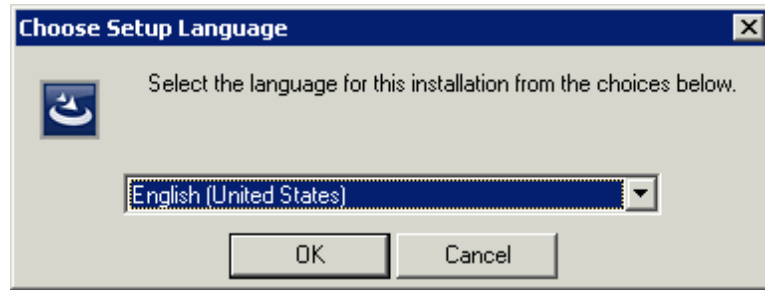 Choose Setup Language
Select the language for this installation from the choices below.
English (United States)
OK
Cancel